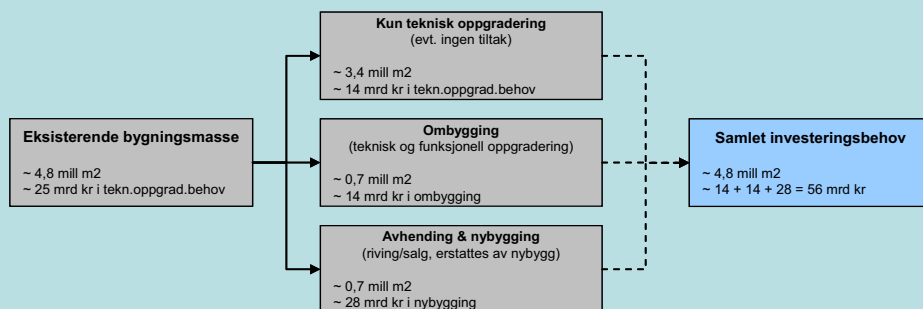 Kun teknisk oppgradering
(evt. ingen tiltak)
~ 3,4 mill m2
~ 14 mrd kr i tekn.oppgrad.behov
Eksisterende bygningsmasse
~ 4,8 mill m2
~ 25 mrd kr i tekn.oppgrad.behov
Ombygging
(teknisk og funksjonell oppgradering)
~ 0,7 mill m2
~ 14 mrd kr i ombygging
Samlet investeringsbehov
~ 4,8 mill m2
~ 14 + 14 + 28 = 56 mrd kr
Avhending & nybygging
(riving/salg, erstattes av nybygg)
~ 0,7 mill m2
~ 28 mrd kr i nybygging